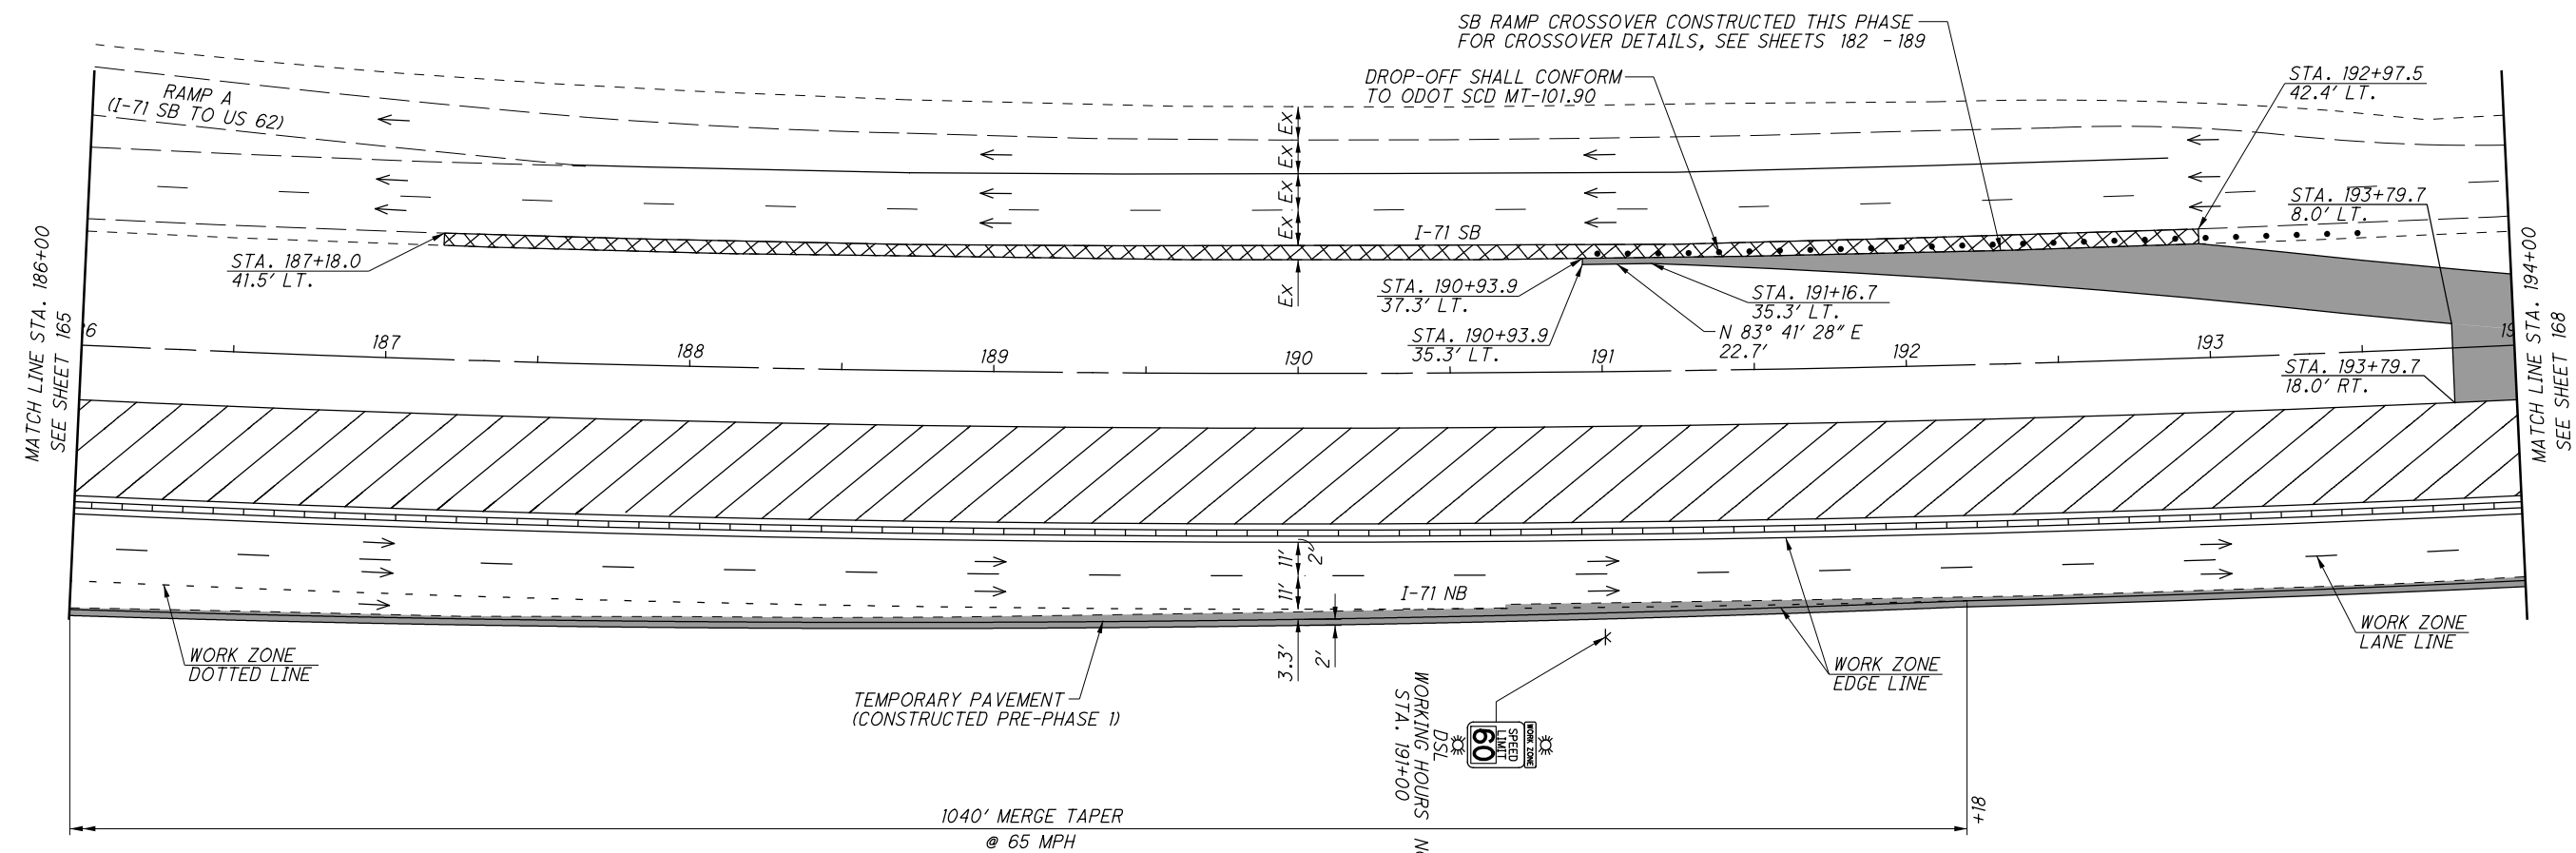 SB RAMP CROSSOVER CONSTRUCTED THIS PHASE
FOR CROSSOVER DETAILS, SEE SHEETS 182 - 189
DROP-OFF SHALL CONFORM
TO ODOT SCD MT-101.90
STA. 192+97.5
42.4' LT.
RAMP A
(I-71 SB TO US 62)
Ex
Ex
Ex
Ex
Ex
STA. 193+79.7
8.0' LT.
I-71 SB
STA. 187+18.0
41.5' LT.
STA. 190+93.9
37.3' LT.
STA. 191+16.7
35.3' LT.
STA. 190+93.9
35.3' LT.
N 83° 41' 28" E
22.7'
MATCH LINE STA. 186+00
SEE SHEET 165
MATCH LINE STA. 194+00
SEE SHEET 168
187
188
189
190
191
192
193
STA. 193+79.7
18.0' RT.
11'
2'
11'
I-71 NB
3.3'
2'
WORK ZONE
DOTTED LINE
TEMPORARY PAVEMENT
(CONSTRUCTED PRE-PHASE 1)
WORK ZONE
EDGE LINE
WORK ZONE
LANE LINE
WORK ZONE
SPEED
LIMIT
60
DSL
WORKING HOURS
STA. 191+00
1040' MERGE TAPER
@ 65 MPH
+18